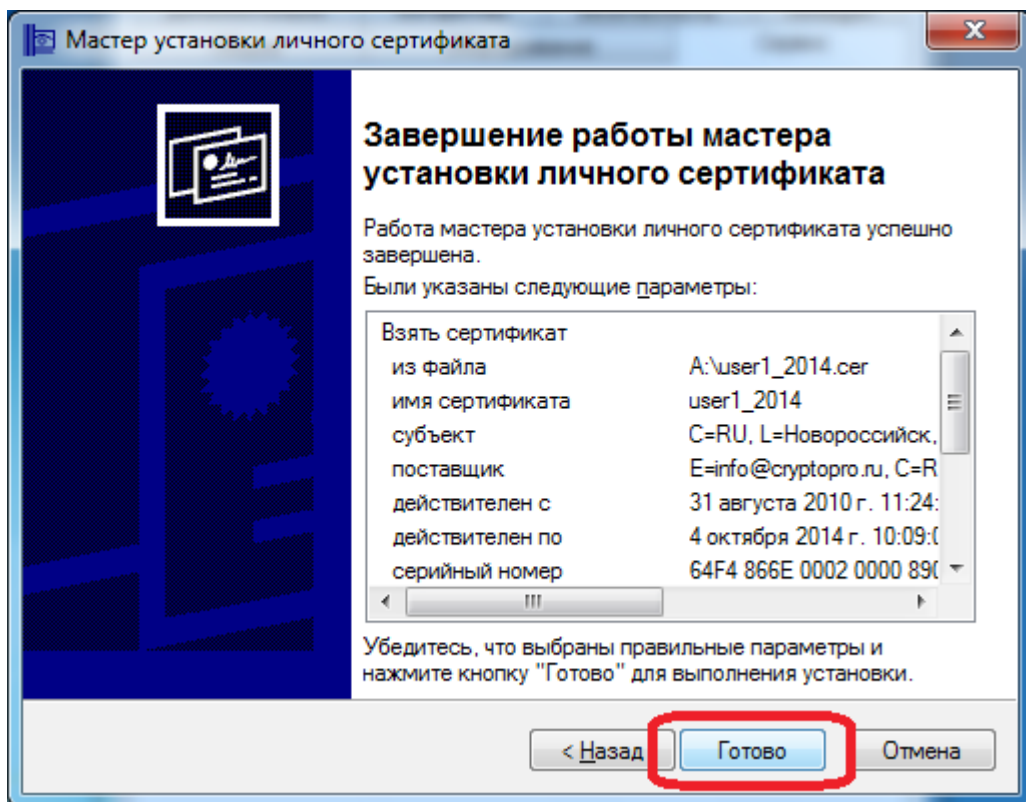 Мастер установки личного сертификата
Завершение работы мастера
установки личного сертификата
Работа мастера установки личного сертификата успешно
завершена.
Были указаны следующие параметры:
Взять сертификат
из файла A:\user1_2014.cer
имя сертификата user1_2014
субъект C=RU, L=Новороссийск,
поставщик E=info@cryptopro.ru, C=R
действителен с 31 августа 2010 г. 11:24:
действителен по 4 октября 2014 г. 10:09:0
серийный номер 64F4 866E 0002 0000 890
Убедитесь, что выбраны правильные параметры и
нажмите кнопку "Готово" для выполнения установки.
< Назад Готово Отмена